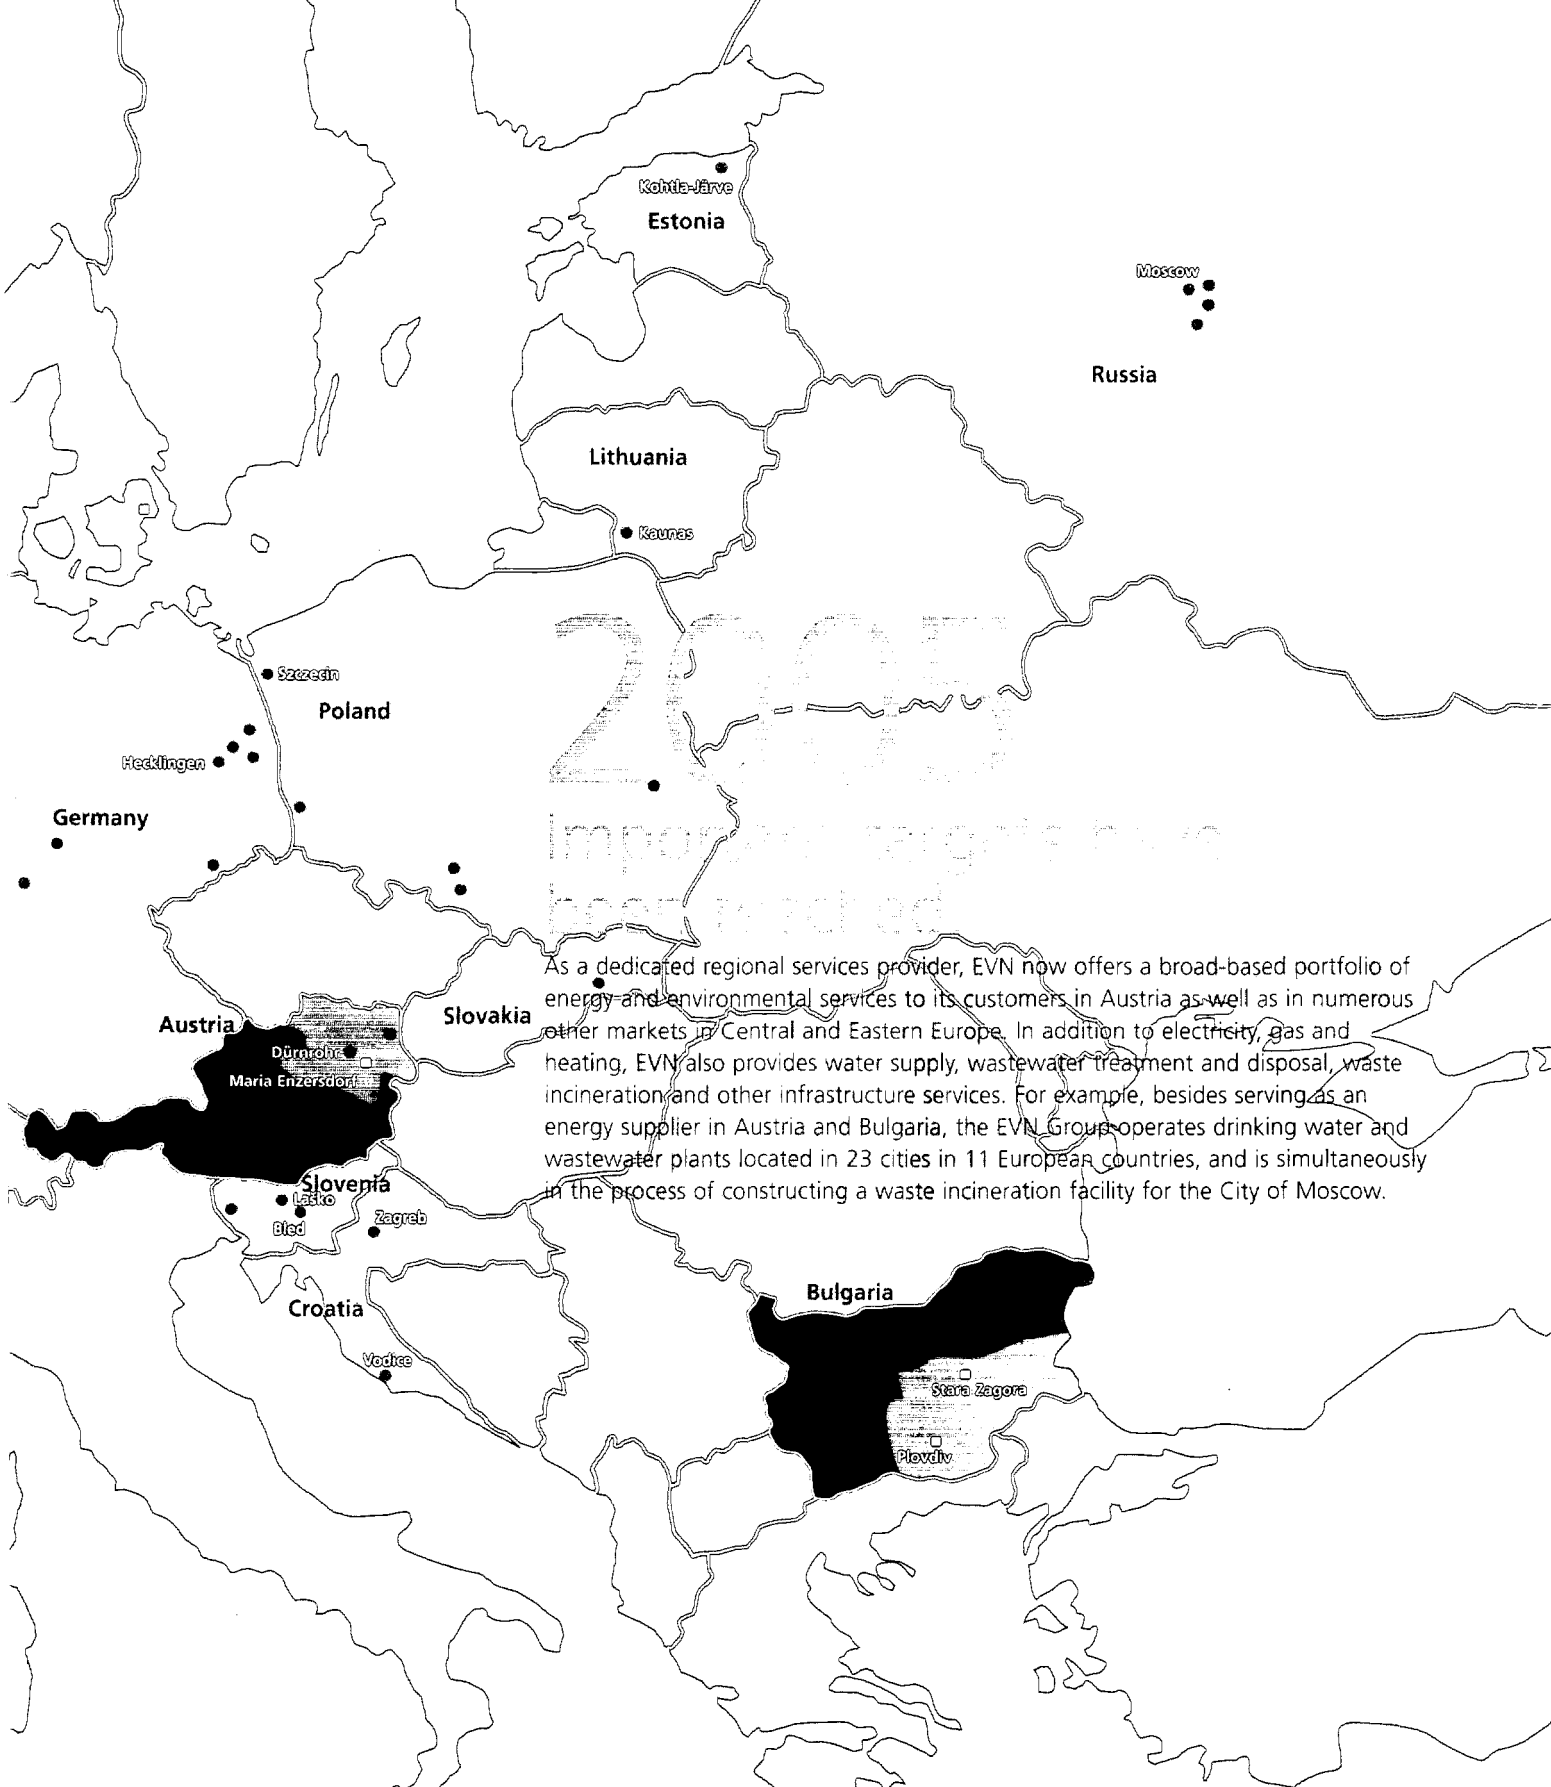 Kohtla-Järve
Estonia
Moscow
Russia
Lithuania
Kaunas
2005
Szczecin
Poland
Hecklingen
Germany
Important targets have
been reached
As a dedicated regional services provider, EVN now offers a broad-based portfolio of
energy and environmental services to its customers in Austria as well as in numerous
other markets in Central and Eastern Europe. In addition to electricity, gas and
heating, EVN also provides water supply, wastewater treatment and disposal, waste
incineration and other infrastructure services. For example, besides serving as an
energy supplier in Austria and Bulgaria, the EVN Group operates drinking water and
wastewater plants located in 23 cities in 11 European countries, and is simultaneously
in the process of constructing a waste incineration facility for the City of Moscow.
Slovakia
Austria
Dürnrohr
Maria Enzersdorf
Slovenia
Laško
Bled
Zagreb
Croatia
Vodice
Bulgaria
Stara Zagora
Plovdiv